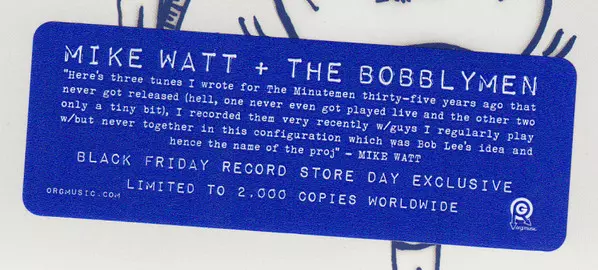 MIKE WATT + THE BOBBLYMEN
"Here's three tunes I wrote for The Minutemen thirty-five years ago that
never got released (hell, one never even got played live and the other two
only a tiny bit), I recorded them very recently w/guys I regularly play
w/but never together in this configuration which was Bob Lee's idea and
hence the name of the proj" - MIKE WATT
BLACK FRIDAY RECORD STORE DAY EXCLUSIVE
LIMITED TO 2,000 COPIES WORLDWIDE
ORGMUSIC.COM
Orgmusic